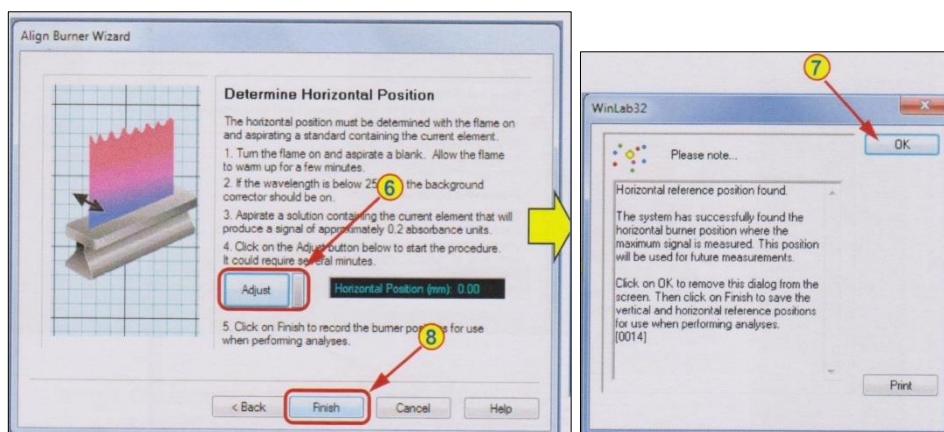 Align Burner Wizard
Determine Horizontal Position
The horizontal position must be determined with the flame on
and aspirating a standard containing the current element.
1. Turn the flame on and aspirate a blank. Allow the flame
to warm up for a few minutes.
2. If the wavelength is below 25 the background
corrector should be on.
3. Aspirate a solution containing the current element that will
produce a signal of approximately 0.2 absorbance units.
4. Click on the Adjust button below to start the procedure.
It could require several minutes.
Adjust
Horizontal Position (mm): 0.00
5. Click on Finish to record the burner positions for use
when performing analyses.
< Back
Finish
Cancel
Help
6
8
7
WinLab32
OK
Please note...
Horizontal reference position found.
The system has successfully found the
horizontal burner position where the
maximum signal is measured. This position
will be used for future measurements.
Click on OK to remove this dialog from the
screen. Then click on Finish to save the
vertical and horizontal reference positions
for use when performing analyses.
[0014]
Print